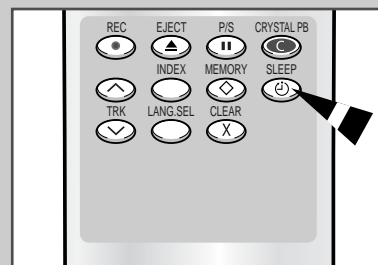 REC EJECT P/S CRYSTAL PB
C
INDEX MEMORY SLEEP
TRK LANG.SEL CLEAR
X